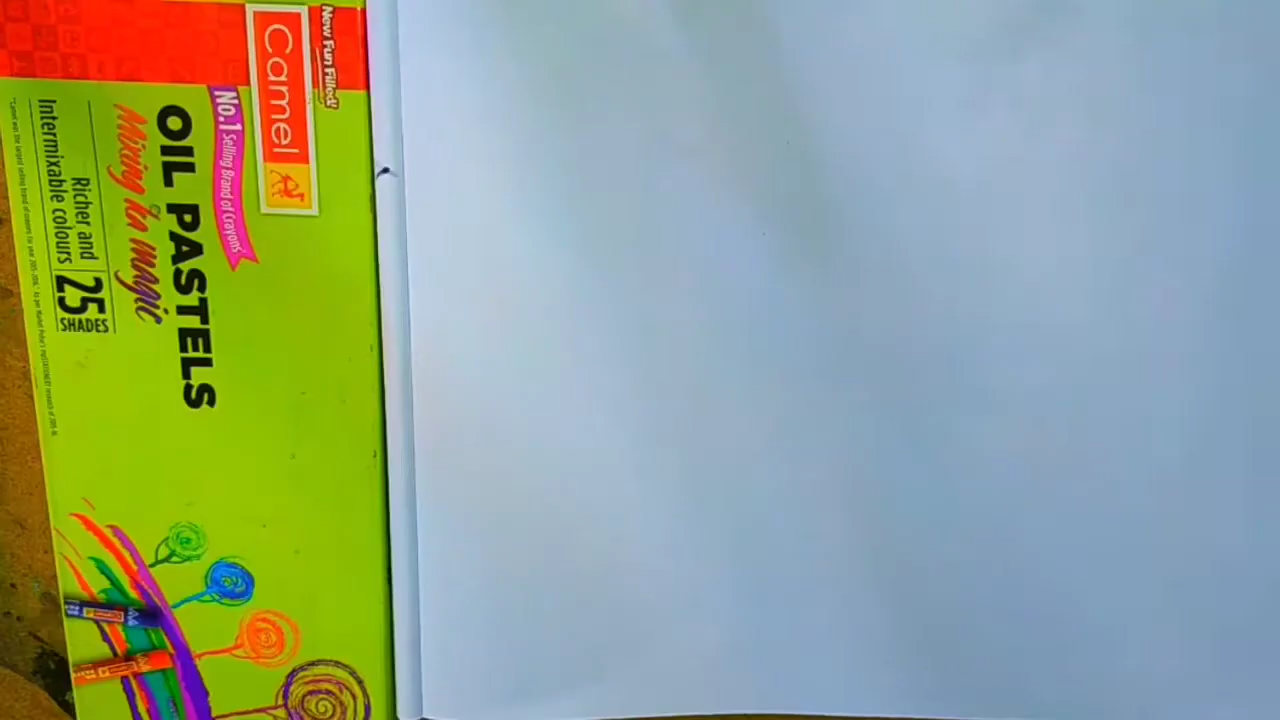 New Fun Filled!
Camel
No.1 Selling Brand of Crayons*
OIL PASTELS
Mixing ka magic
Richer and
Intermixable colours
25
SHADES